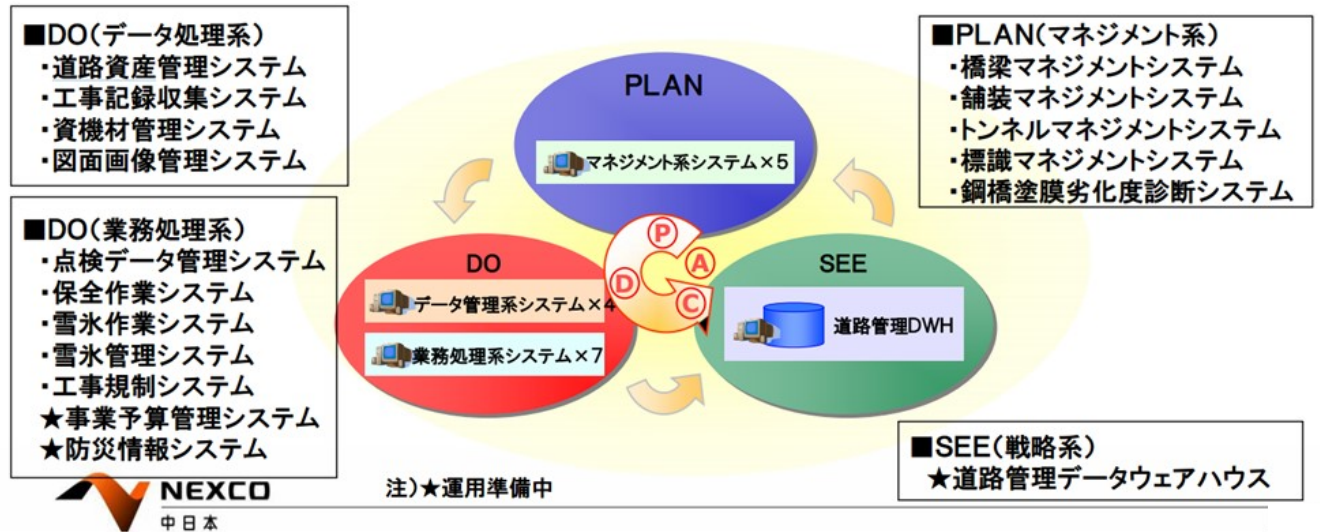 ■DO(データ処理系)
・道路資産管理システム
・工事記録収集システム
・資機材管理システム
・図面画像管理システム
■DO(業務処理系)
・点検データ管理システム
・保全作業システム
・雪氷作業システム
・雪氷管理システム
・工事規制システム
★事業予算管理システム
★防災情報システム
PLAN
マネジメント系システム×5
DO
データ管理系システム×4
業務処理系システム×7
P
A
D
C
SEE
道路管理DWH
■PLAN(マネジメント系)
・橋梁マネジメントシステム
・舗装マネジメントシステム
・トンネルマネジメントシステム
・標識マネジメントシステム
・鋼橋塗膜劣化度診断システム
■SEE(戦略系)
★道路管理データウェアハウス
NEXCO
中日本
注)★運用準備中